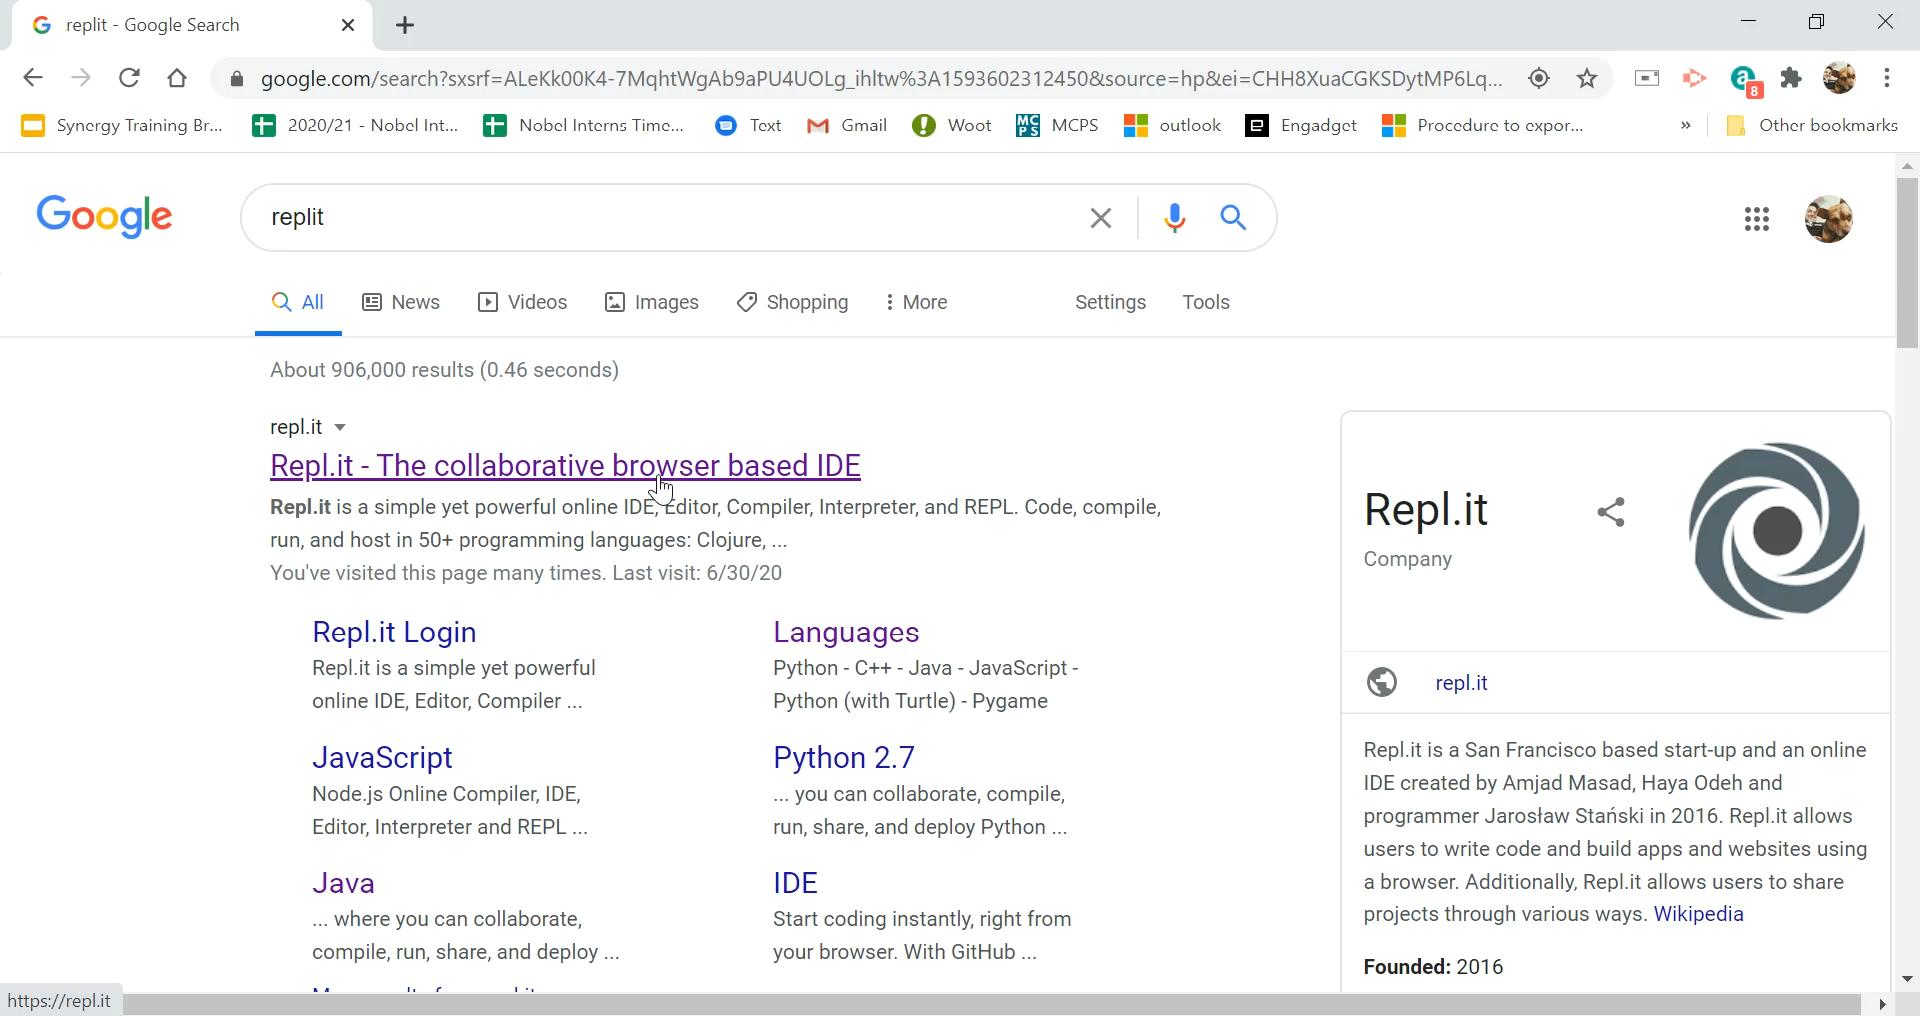 replit - Google Search
google.com/search?sxsrf=ALeKk00K4-7MqhtWgAb9aPU4UOLg_ihltw%3A1593602312450&source=hp&ei=CHH8XuaCGKSDytMP6Lq...
8
Synergy Training Br...
2020/21 - Nobel Int...
Nobel Interns Time...
Text
Gmail
Woot
MCPS
MCPS
outlook
Engadget
Procedure to expor...
»
Other bookmarks
Google
replit
All
News
Videos
Images
Shopping
More
Settings
Tools
About 906,000 results (0.46 seconds)
repl.it
Repl.it - The collaborative browser based IDE
Repl.it is a simple yet powerful online IDE, Editor, Compiler, Interpreter, and REPL. Code, compile,
run, and host in 50+ programming languages: Clojure, ...
You've visited this page many times. Last visit: 6/30/20
Repl.it Login
Repl.it is a simple yet powerful
online IDE, Editor, Compiler ...
Languages
Python - C++ - Java - JavaScript -
Python (with Turtle) - Pygame
JavaScript
Node.js Online Compiler, IDE,
Editor, Interpreter and REPL ...
Python 2.7
... you can collaborate, compile,
run, share, and deploy Python ...
Java
... where you can collaborate,
compile, run, share, and deploy ...
IDE
Start coding instantly, right from
your browser. With GitHub ...
Repl.it
Company
repl.it
Repl.it is a San Francisco based start-up and an online
IDE created by Amjad Masad, Haya Odeh and
programmer Jarosław Stański in 2016. Repl.it allows
users to write code and build apps and websites using
a browser. Additionally, Repl.it allows users to share
projects through various ways. Wikipedia
Founded: 2016
https://repl.it